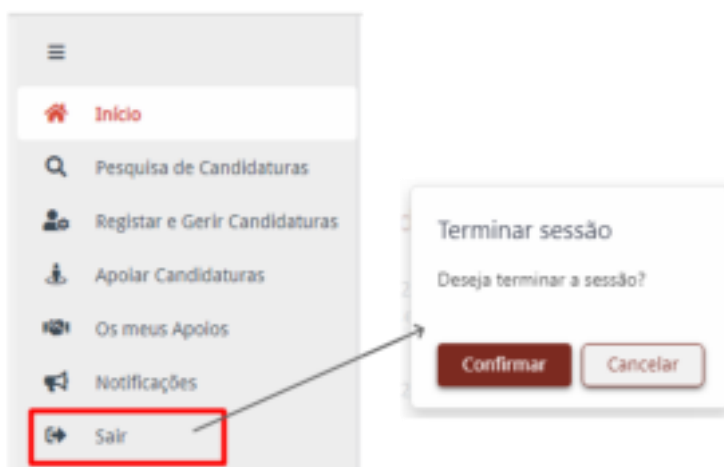 Início
Pesquisa de Candidaturas
Registar e Gerir Candidaturas
Apoiar Candidaturas
Os meus Apoios
Notificações
Sair
Terminar sessão
Deseja terminar a sessão?
Confirmar
Cancelar